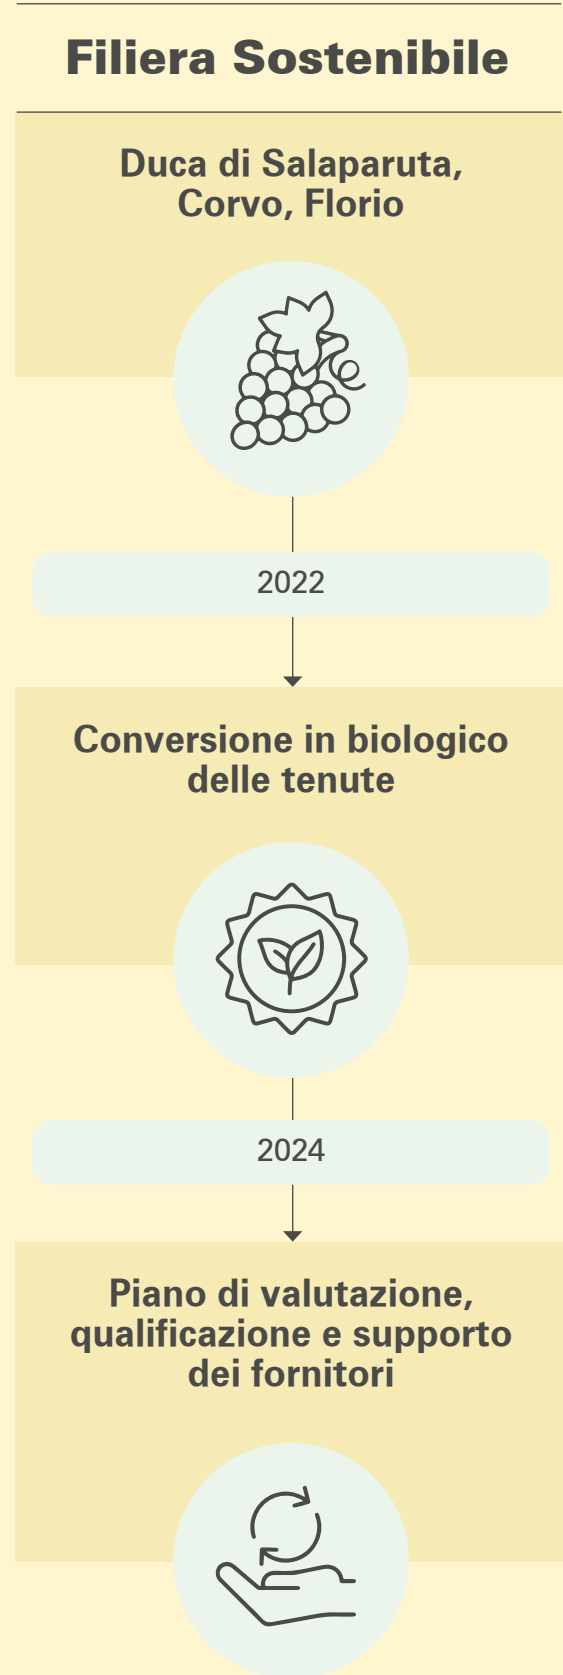 Filiera Sostenibile
Duca di Salaparuta,
Corvo, Florio
2022
Conversione in biologico
delle tenute
2024
Piano di valutazione,
qualificazione e supporto
dei fornitori